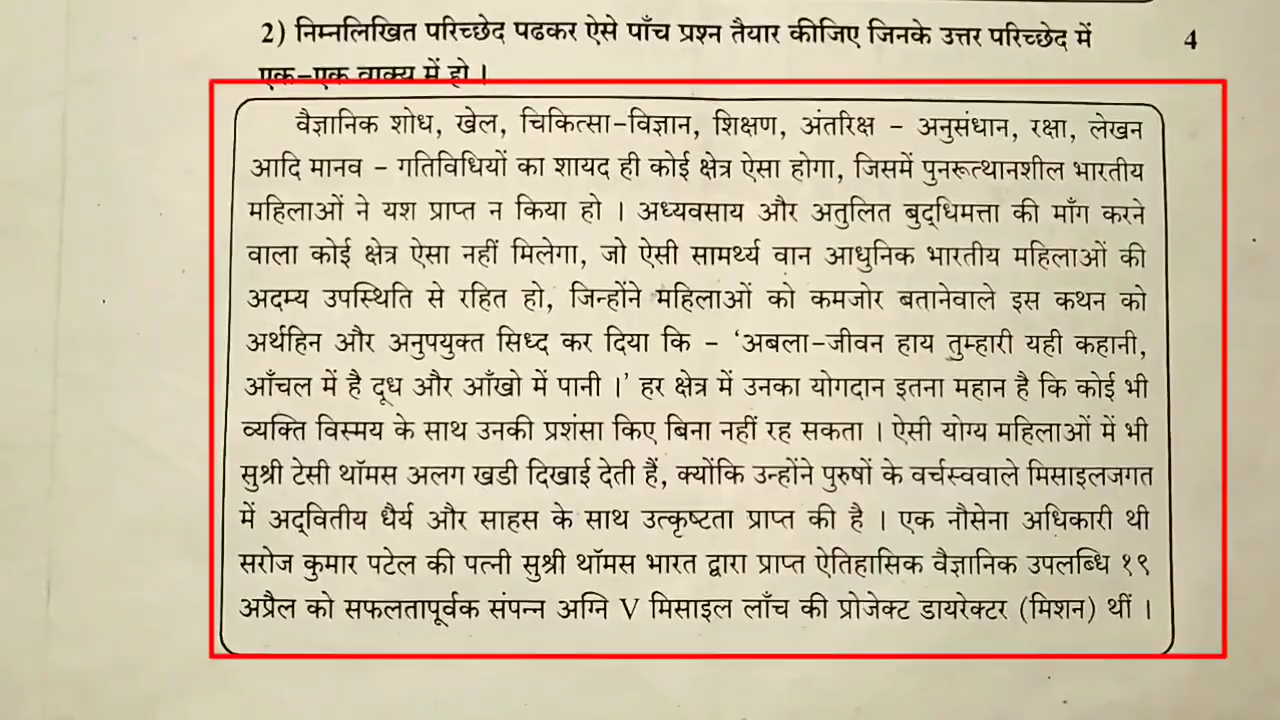 2) निम्नलिखित परिच्छेद पढकर ऐसे पाँच प्रश्न तैयार कीजिए जिनके उत्तर परिच्छेद में 4
एक-एक वाक्य में हो ।
वैज्ञानिक शोध, खेल, चिकित्सा-विज्ञान, शिक्षण, अंतरिक्ष - अनुसंधान, रक्षा, लेखन
आदि मानव - गतिविधियों का शायद ही कोई क्षेत्र ऐसा होगा, जिसमें पुनरूत्थानशील भारतीय
महिलाओं ने यश प्राप्त न किया हो । अध्यवसाय और अतुलित बुद्धिमत्ता की माँग करने
वाला कोई क्षेत्र ऐसा नहीं मिलेगा, जो ऐसी सामर्थ्य वान आधुनिक भारतीय महिलाओं की
अदम्य उपस्थिति से रहित हो, जिन्होंने महिलाओं को कमजोर बतानेवाले इस कथन को
अर्थहिन और अनुपयुक्त सिध्द कर दिया कि - 'अबला-जीवन हाय तुम्हारी यही कहानी,
आँचल में है दूध और आँखो में पानी ।' हर क्षेत्र में उनका योगदान इतना महान है कि कोई भी
व्यक्ति विस्मय के साथ उनकी प्रशंसा किए बिना नहीं रह सकता । ऐसी योग्य महिलाओं में भी
सुश्री टेसी थॉमस अलग खडी दिखाई देती हैं, क्योंकि उन्होंने पुरुषों के वर्चस्ववाले मिसाइलजगत
में अद्वितीय धैर्य और साहस के साथ उत्कृष्टता प्राप्त की है । एक नौसेना अधिकारी थी
सरोज कुमार पटेल की पत्नी सुश्री थॉमस भारत द्वारा प्राप्त ऐतिहासिक वैज्ञानिक उपलब्धि १९
अप्रैल को सफलतापूर्वक संपन्न अग्नि V मिसाइल लाँच की प्रोजेक्ट डायरेक्टर (मिशन) थीं ।